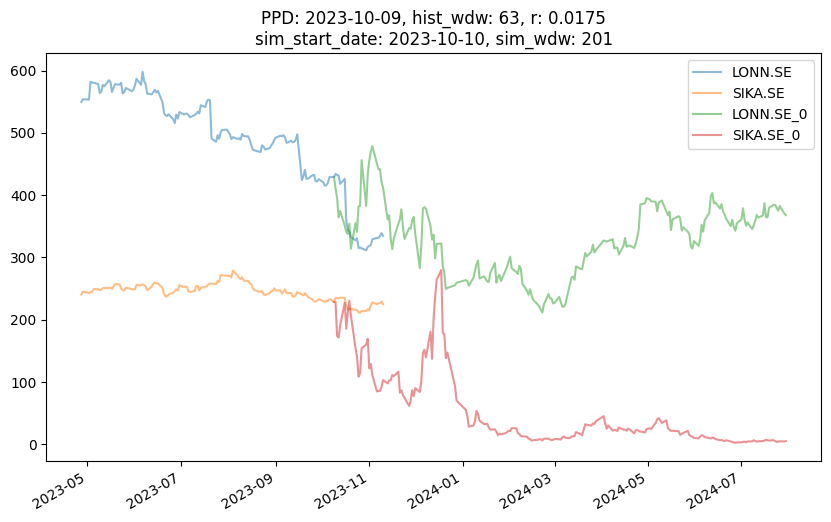 PPD: 2023-10-09, hist_wdw: 63, r: 0.0175
sim_start_date: 2023-10-10, sim_wdw: 201
LONN.SE
SIKA.SE
LONN.SE_0
SIKA.SE_0
600
500
400
300
200
100
0
2023-05
2023-07
2023-09
2023-11
2024-01
2024-03
2024-05
2024-07